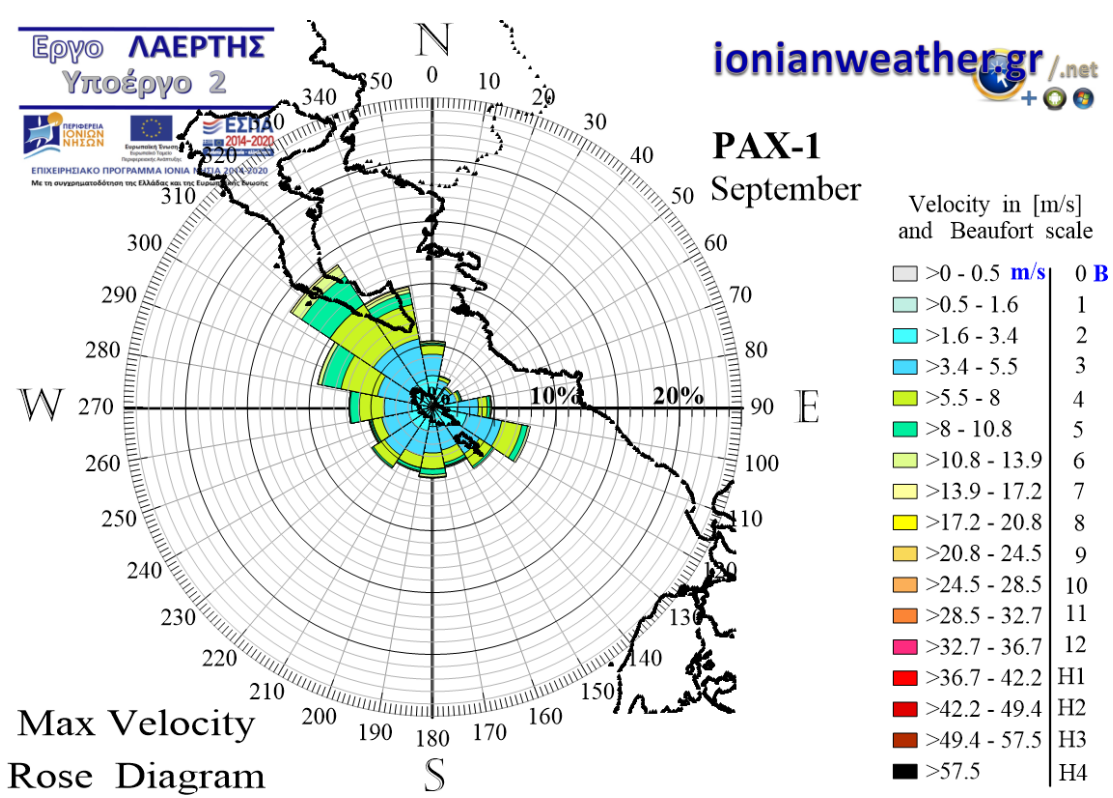 Εργο ΛΑΕΡΤΗΣ
Υποέργο 2
ΠΕΡΙΦΕΡΕΙΑ
ΙΟΝΙΩΝ
ΝΗΣΩΝ
Ευρωπαϊκή Ένωση
Ευρωπαϊκό Ταμείο
Περιφερειακής Ανάπτυξης
ΕΣΠΑ
2014-2020
ΕΠΙΧΕΙΡΗΣΙΑΚΟ ΠΡΟΓΡΑΜΜΑ ΙΟΝΙΑ ΝΗΣΙΑ 2014-2020
Με τη συγχρηματοδότηση της Ελλάδας και της Ευρωπαϊκής Ένωσης
ionianweather.gr /.net
PAX-1
September
Velocity in [m/s]
and Beaufort scale
>0 - 0.5 m/s 0 B
>0.5 - 1.6 1
>1.6 - 3.4 2
>3.4 - 5.5 3
>5.5 - 8 4
>8 - 10.8 5
>10.8 - 13.9 6
>13.9 - 17.2 7
>17.2 - 20.8 8
>20.8 - 24.5 9
>24.5 - 28.5 10
>28.5 - 32.7 11
>32.7 - 36.7 12
>36.7 - 42.2 H1
>42.2 - 49.4 H2
>49.4 - 57.5 H3
>57.5 H4
N
0
10
20
30
40
50
60
70
80
90
E
100
110
120
130
140
150
160
170
180
S
190
200
210
220
230
240
250
260
270
W
280
290
300
310
320
340
10%
20%
Max Velocity
Rose Diagram